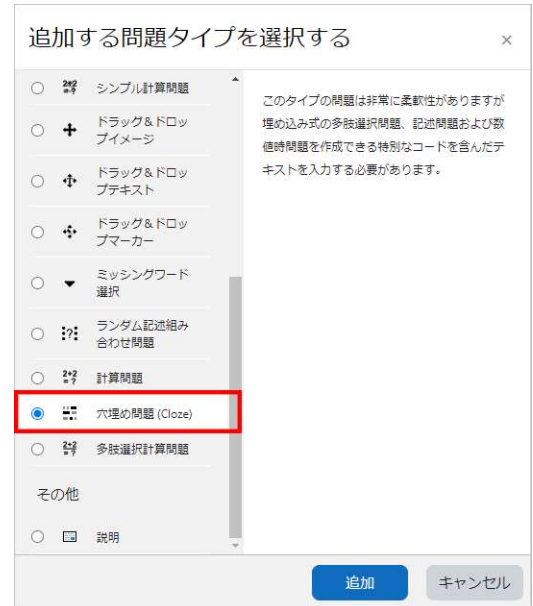 追加する問題タイプを選択する
×
2+2
=?
シンプル計算問題
ドラッグ&ドロッ
プイメージ
ドラッグ&ドロッ
プテキスト
ドラッグ&ドロッ
プマーカー
ミッシングワード
選択
ランダム記述組み
合わせ問題
2+2
=?
計算問題
穴埋め問題 (Cloze)
2+2
=?
多肢選択計算問題
その他
説明
このタイプの問題は非常に柔軟性がありますが
埋め込み式の多肢選択問題、記述問題および数
値時問題を作成できる特別なコードを含んだテ
キストを入力する必要があります。
追加
キャンセル